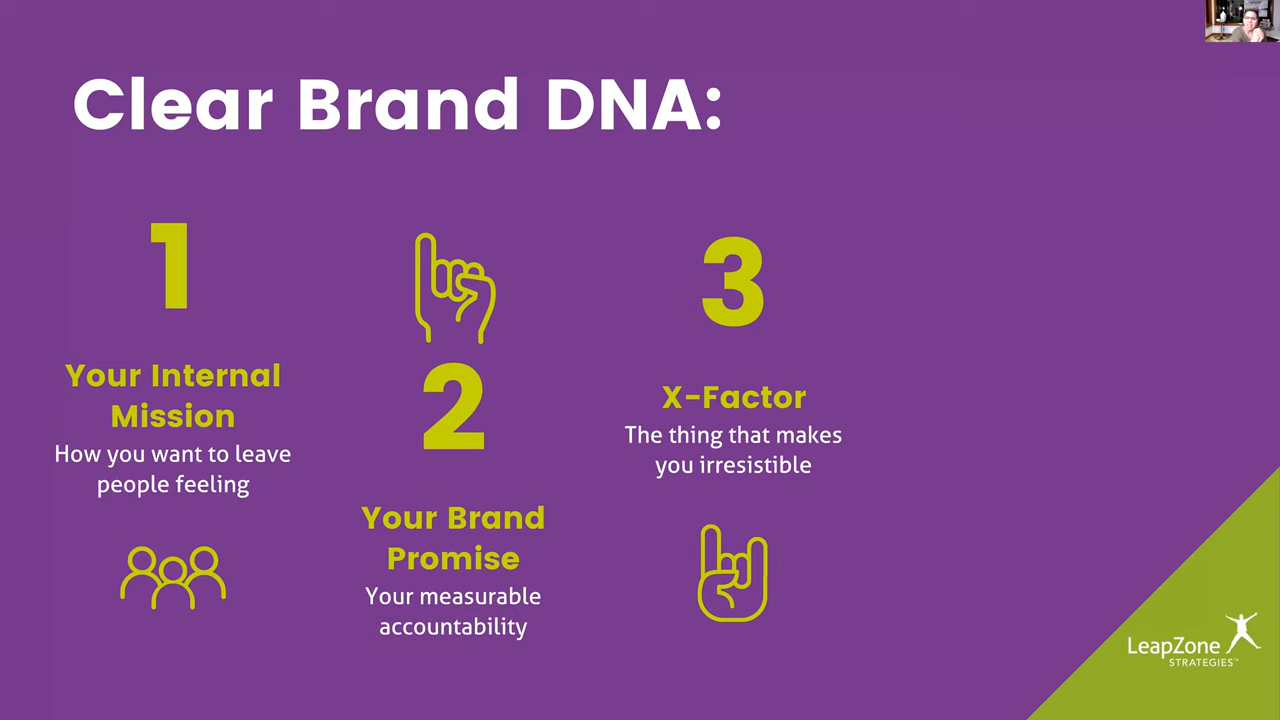 Clear Brand DNA:
1
Your Internal
Mission
How you want to leave
people feeling
2
Your Brand
Promise
Your measurable
accountability
3
X-Factor
The thing that makes
you irresistible
LeapZone
STRATEGIES™